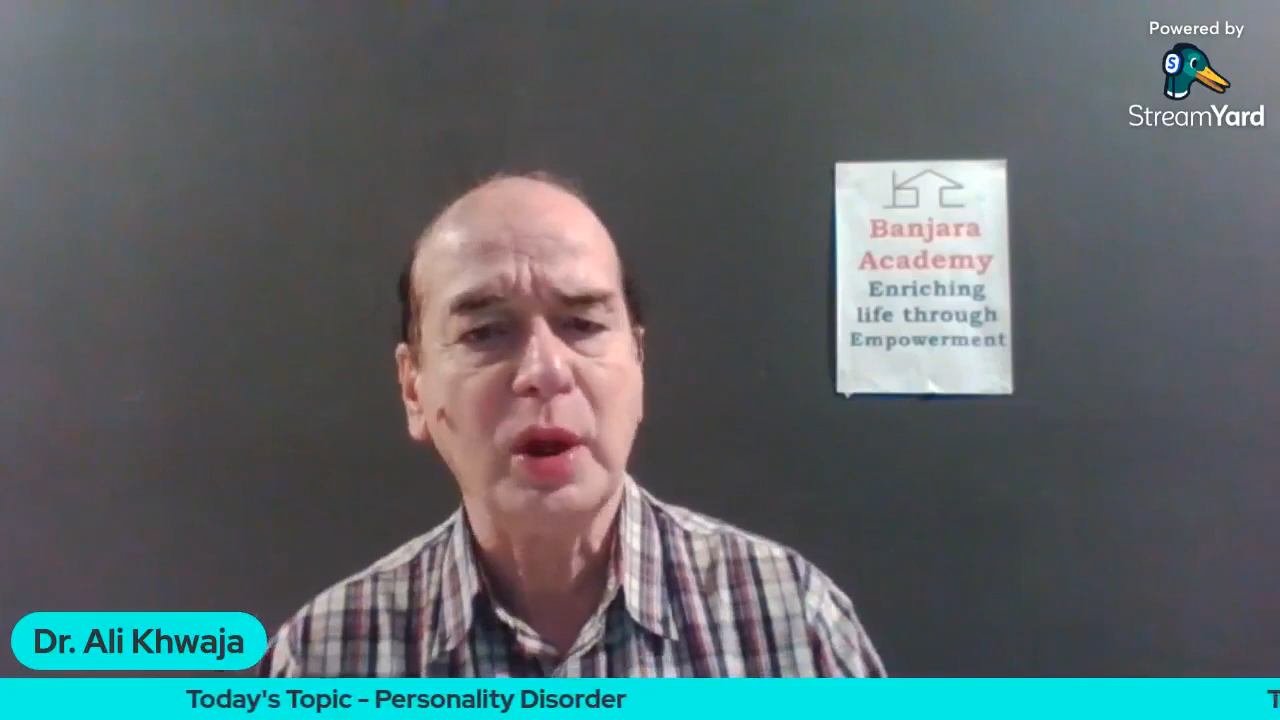 Powered by
StreamYard
Banjara
Academy
Enriching
life through
Empowerment
Dr. Ali Khwaja
Today's Topic - Personality Disorder
T